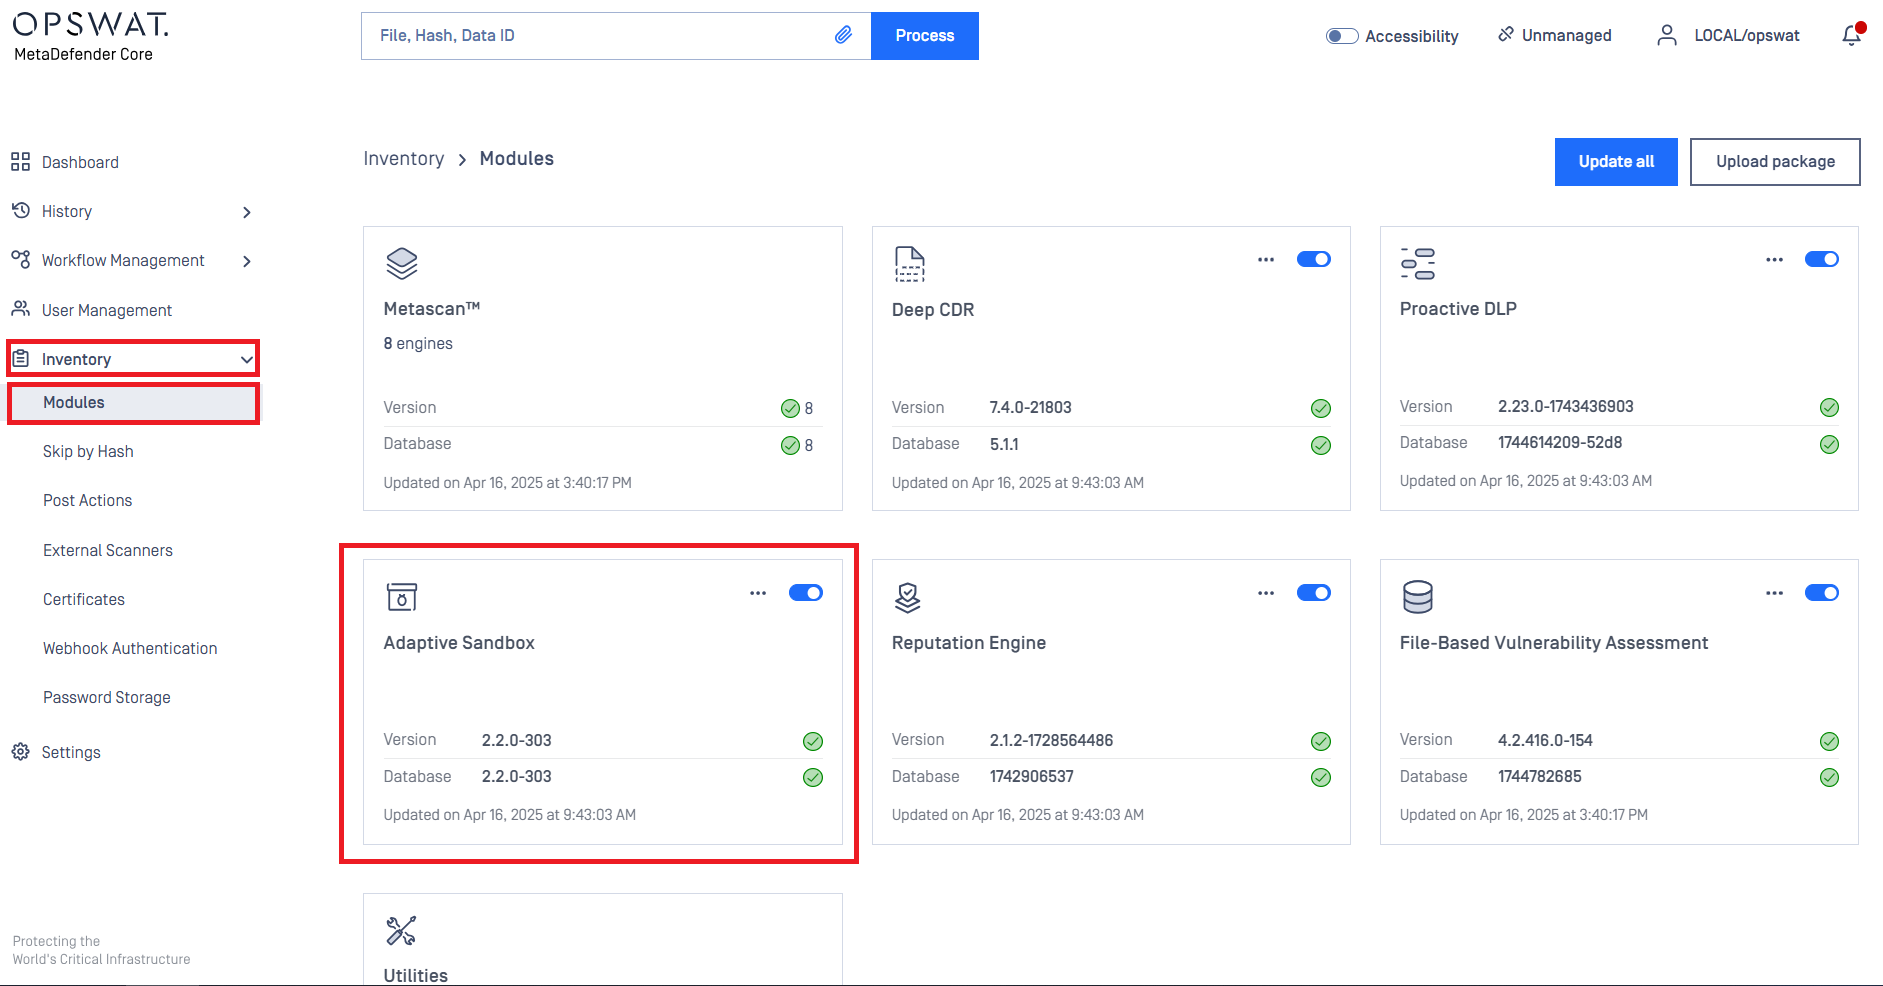 OPSWAT.
MetaDefender Core
File, Hash, Data ID
Process
Accessibility
Unmanaged
LOCAL/opswat
Dashboard
History
Workflow Management
User Management
Inventory
Modules
Skip by Hash
Post Actions
External Scanners
Certificates
Webhook Authentication
Password Storage
Settings
Protecting the
World's Critical Infrastructure
Inventory > Modules
Update all
Upload package
Metascan™
8 engines
Version 8
Database 8
Updated on Apr 16, 2025 at 3:40:17 PM
Deep CDR
Version 7.4.0-21803
Database 5.1.1
Updated on Apr 16, 2025 at 9:43:03 AM
Proactive DLP
Version 2.23.0-1743436903
Database 1744614209-52d8
Updated on Apr 16, 2025 at 9:43:03 AM
Adaptive Sandbox
Version 2.2.0-303
Database 2.2.0-303
Updated on Apr 16, 2025 at 9:43:03 AM
Reputation Engine
Version 2.1.2-1728564486
Database 1742906537
Updated on Apr 16, 2025 at 9:43:03 AM
File-Based Vulnerability Assessment
Version 4.2.416.0-154
Database 1744782685
Updated on Apr 16, 2025 at 3:40:17 PM
Utilities